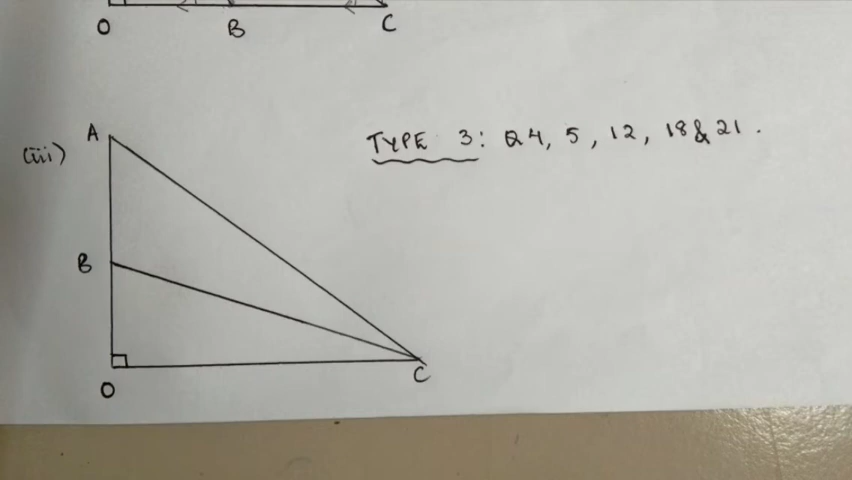 O B C
A
(iii) TYPE 3: Q4, 5, 12, 18 & 21.
B
O C